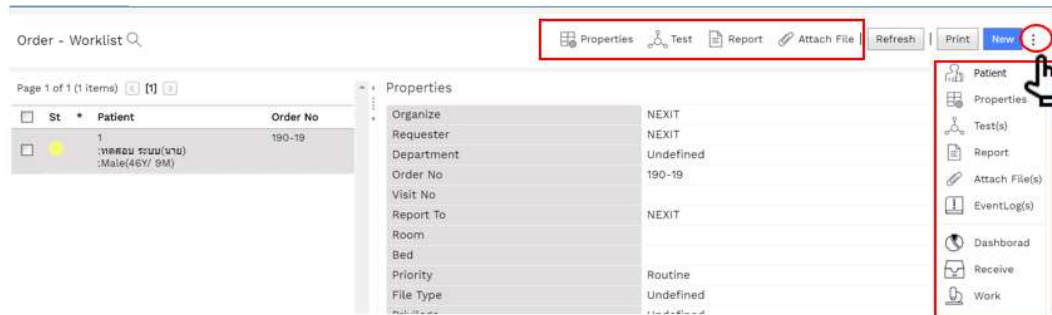 Order - Worklist
Properties Test Report Attach File | Refresh | Print New
Page 1 of 1 (1 items) [1]
St * Patient Order No
1 190-19
:ทดสอบ ระบบ(นาย)
:Male(46Y/ 9M)
Properties
Organize NEXIT
Requester NEXIT
Department Undefined
Order No 190-19
Visit No
Report To NEXIT
Room
Bed
Priority Routine
File Type Undefined
Privilege Undefined
Patient
Properties
Test(s)
Report
Attach File(s)
EventLog(s)
Dashborad
Receive
Work